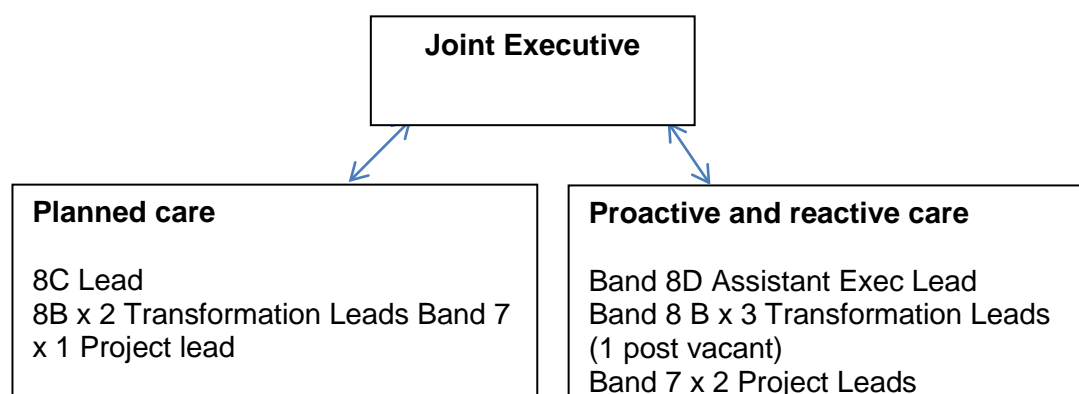 Joint Executive
Planned care
8C Lead
8B x 2 Transformation Leads Band 7
x 1 Project lead
Proactive and reactive care
Band 8D Assistant Exec Lead
Band 8 B x 3 Transformation Leads
(1 post vacant)
Band 7 x 2 Project Leads